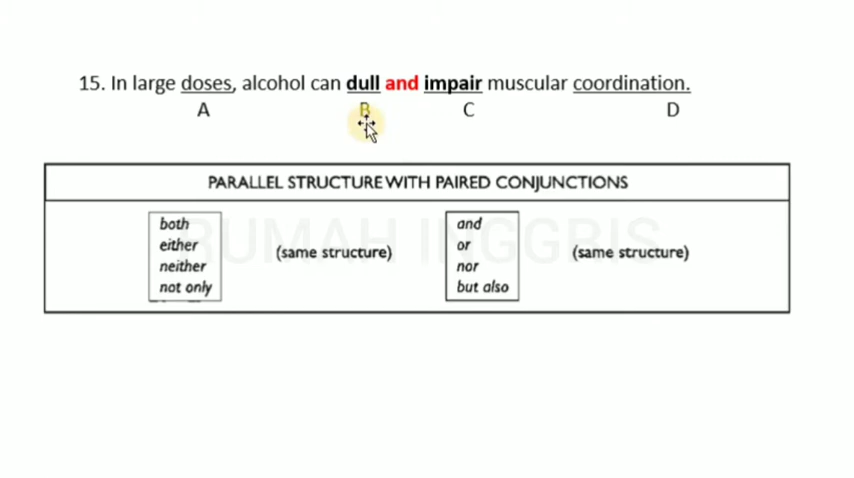 15. In large doses, alcohol can dull and impair muscular coordination.
A B C D
PARALLEL STRUCTURE WITH PAIRED CONJUNCTIONS
both
either
neither
not only
(same structure)
and
or
nor
but also
(same structure)
RUMAH INGGRIS